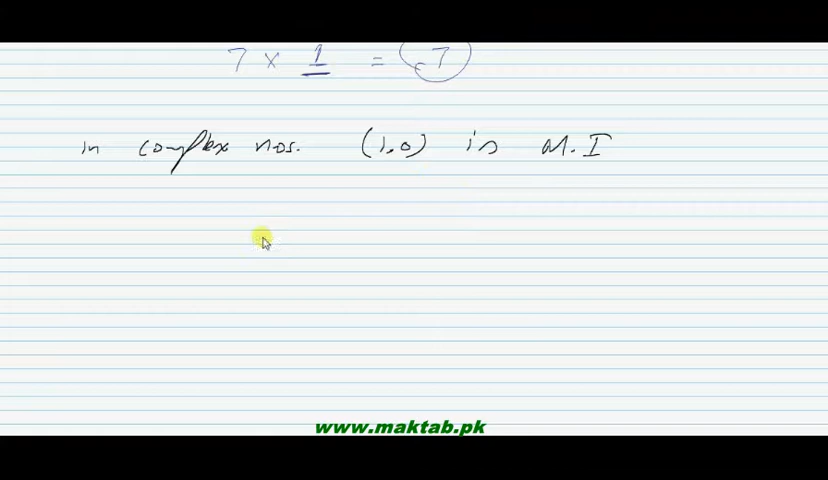 7 × 1 = 7
in complex nos. (1,0) is M.I
www.maktab.pk